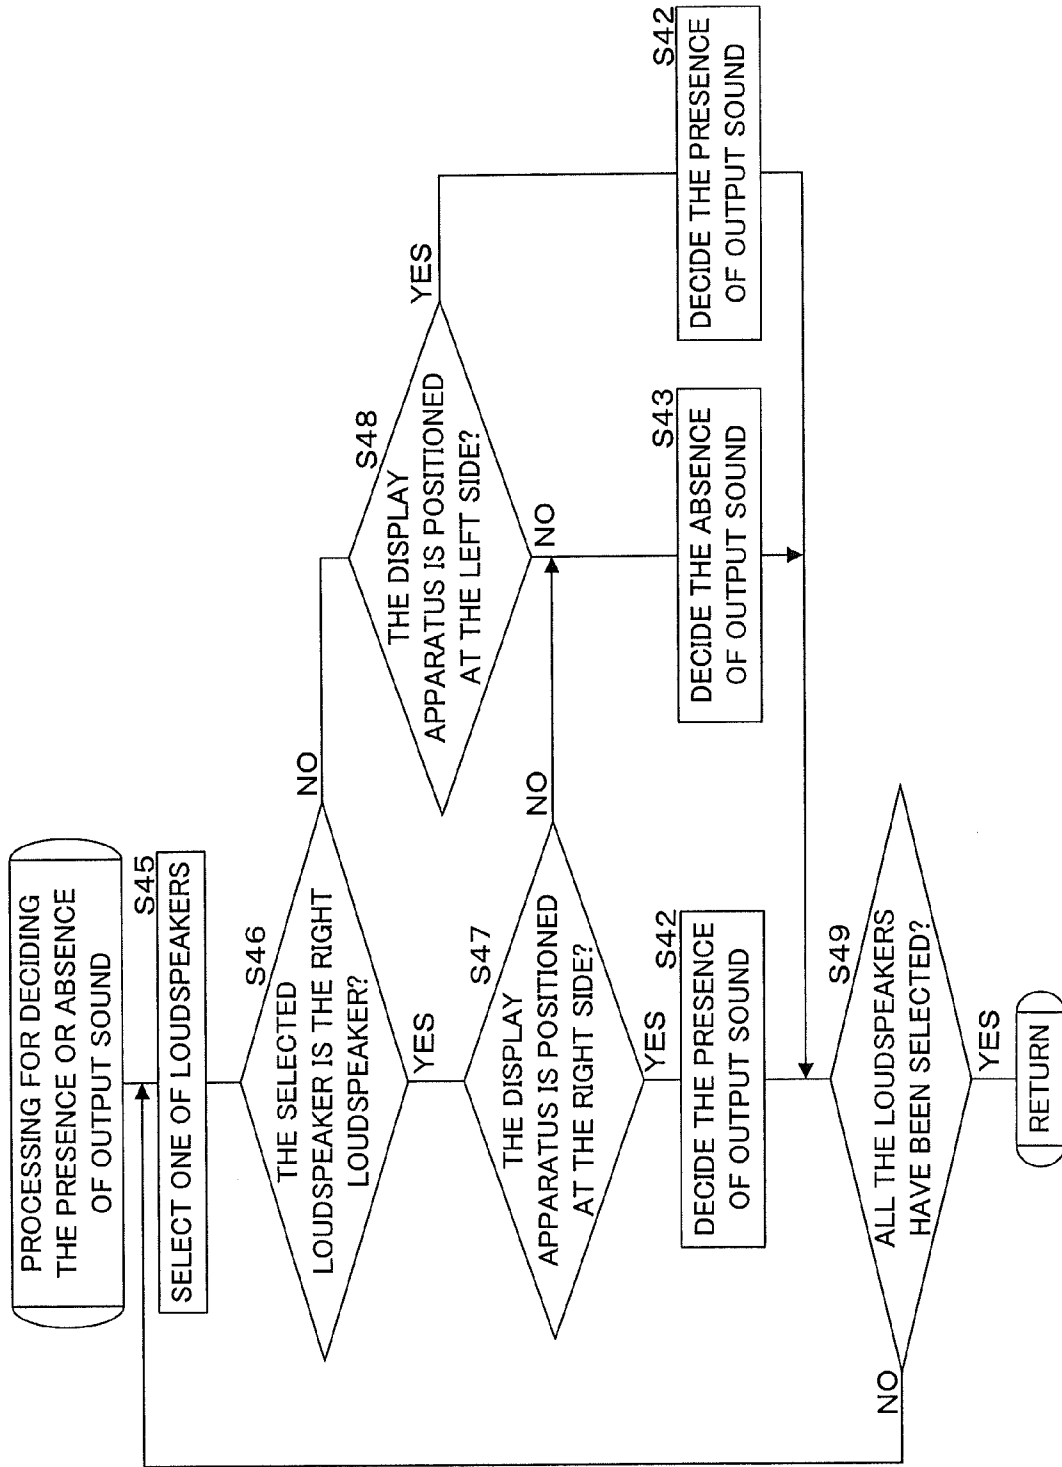 PROCESSING FOR DECIDING
THE PRESENCE OR ABSENCE
OF OUTPUT SOUND
S45
SELECT ONE OF LOUDSPEAKERS
S46
THE SELECTED
LOUDSPEAKER IS THE RIGHT
LOUDSPEAKER?
NO
YES
S47
THE DISPLAY
APPARATUS IS POSITIONED
AT THE RIGHT SIDE?
NO
YES
S48
THE DISPLAY
APPARATUS IS POSITIONED
AT THE LEFT SIDE?
YES
NO
S42
DECIDE THE PRESENCE
OF OUTPUT SOUND
S43
DECIDE THE ABSENCE
OF OUTPUT SOUND
S42
DECIDE THE PRESENCE
OF OUTPUT SOUND
S49
ALL THE LOUDSPEAKERS
HAVE BEEN SELECTED?
NO
YES
RETURN